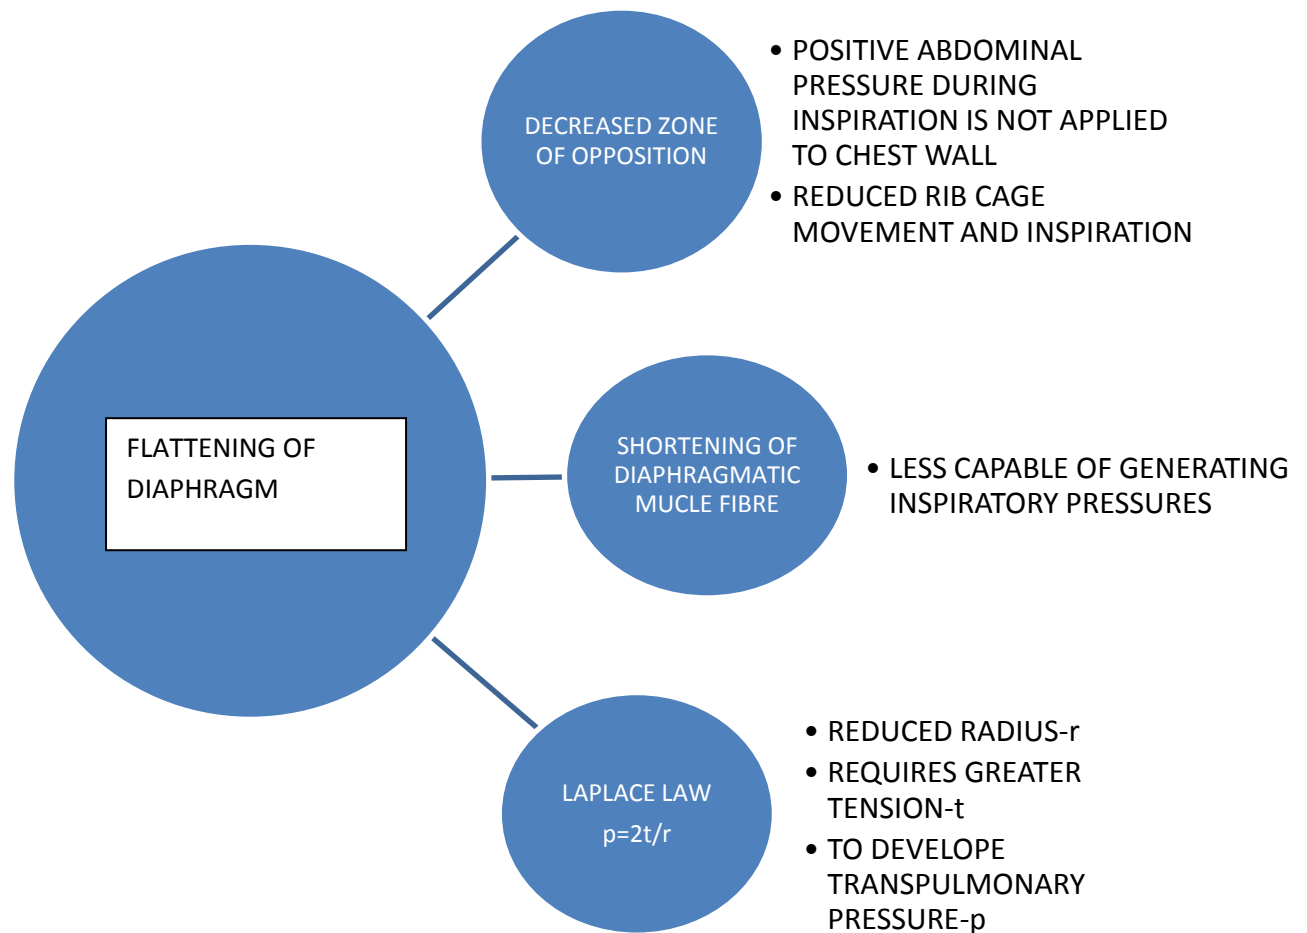 DECREASED ZONE
OF OPPOSITION
• POSITIVE ABDOMINAL
PRESSURE DURING
INSPIRATION IS NOT APPLIED
TO CHEST WALL
• REDUCED RIB CAGE
MOVEMENT AND INSPIRATION
FLATTENING OF
DIAPHRAGM
SHORTENING OF
DIAPHRAGMATIC
MUCLE FIBRE
• LESS CAPABLE OF GENERATING
INSPIRATORY PRESSURES
LAPLACE LAW
p=2t/r
• REDUCED RADIUS-r
• REQUIRES GREATER
TENSION-t
• TO DEVELOPE
TRANSPULMONARY
PRESSURE-p